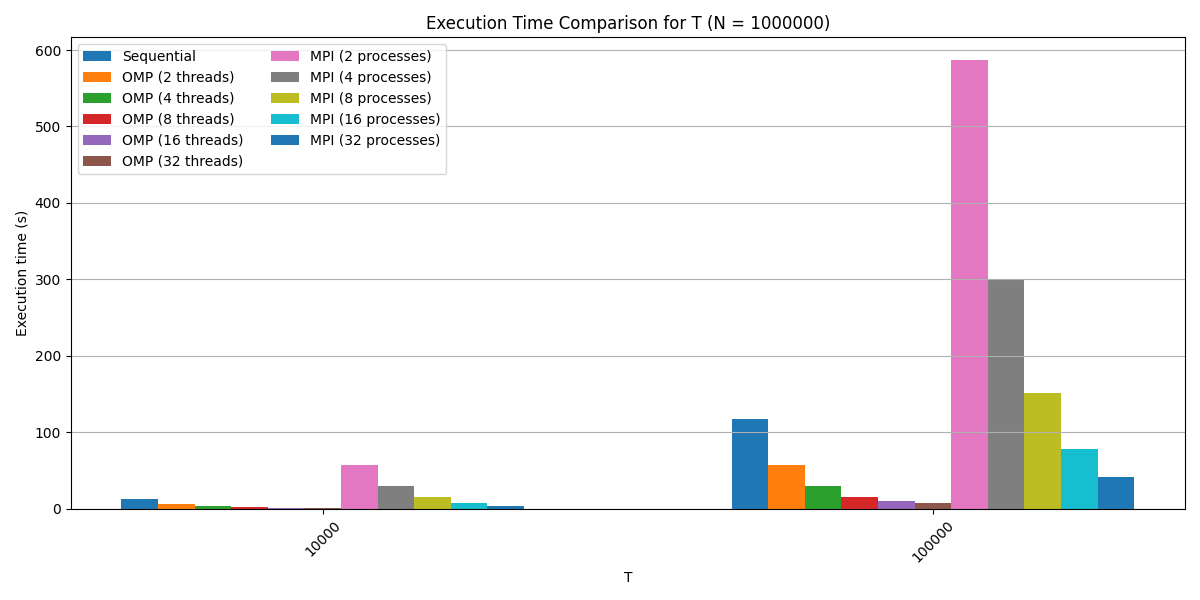 Execution Time Comparison for T (N = 1000000)
Sequential
OMP (2 threads)
OMP (4 threads)
OMP (8 threads)
OMP (16 threads)
OMP (32 threads)
MPI (2 processes)
MPI (4 processes)
MPI (8 processes)
MPI (16 processes)
MPI (32 processes)
Execution time (s)
600
500
400
300
200
100
0
10000
100000
T